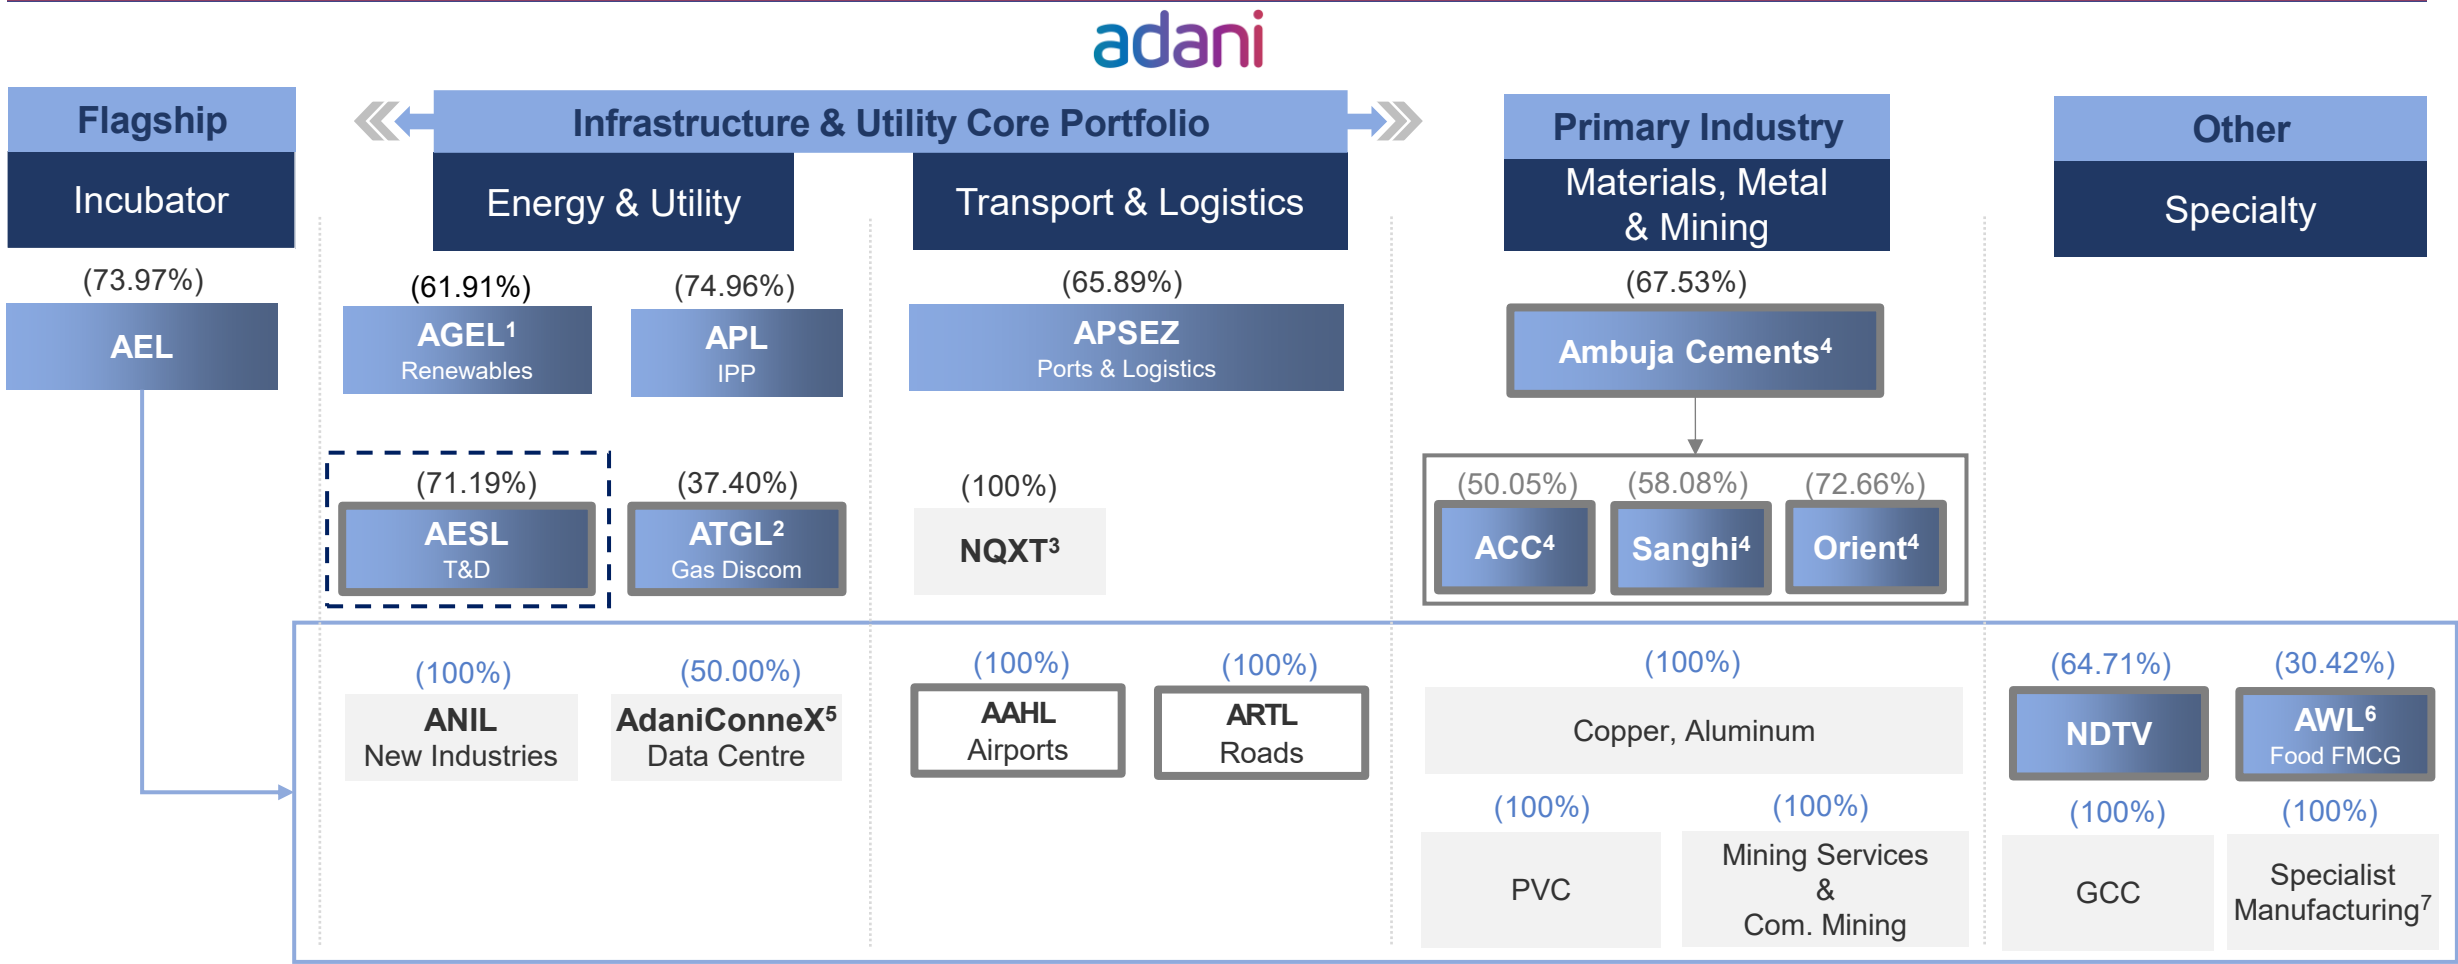 adani
Flagship
Incubator
Infrastructure & Utility Core Portfolio
Energy & Utility
Transport & Logistics
Primary Industry
Materials, Metal
& Mining
Other
Specialty
(73.97%)
AEL
(61.91%)
AGEL¹
Renewables
(74.96%)
APL
IPP
(65.89%)
APSEZ
Ports & Logistics
(67.53%)
Ambuja Cements⁴
(71.19%)
AESL
T&D
(37.40%)
ATGL²
Gas Discom
(100%)
NQXT³
(50.05%)
ACC⁴
(58.08%)
Sanghi⁴
(72.66%)
Orient⁴
(100%)
ANIL
New Industries
(50.00%)
AdaniConneX⁵
Data Centre
(100%)
AAHL
Airports
(100%)
ARTL
Roads
(100%)
Copper, Aluminum
(100%)
PVC
(100%)
Mining Services
&
Com. Mining
(64.71%)
NDTV
(30.42%)
AWL⁶
Food FMCG
(100%)
GCC
(100%)
Specialist
Manufacturing⁷